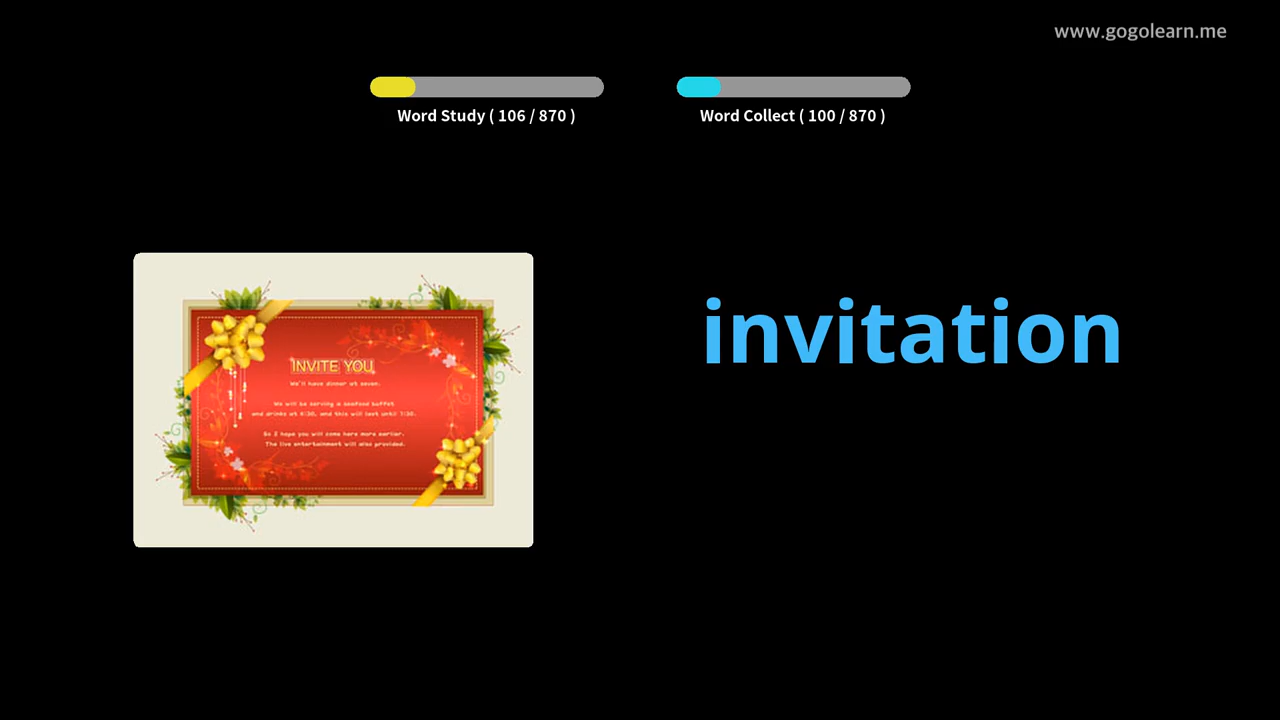 www.gogolearn.me
Word Study ( 106 / 870 )
Word Collect ( 100 / 870 )
invitation
INVITE YOU
We'll have dinner at seven.
We will be serving a seafood buffet
and drinks at 6:30, and this will last until 7:30.
So I hope you will come here more earlier.
The live entertainment will also provided.